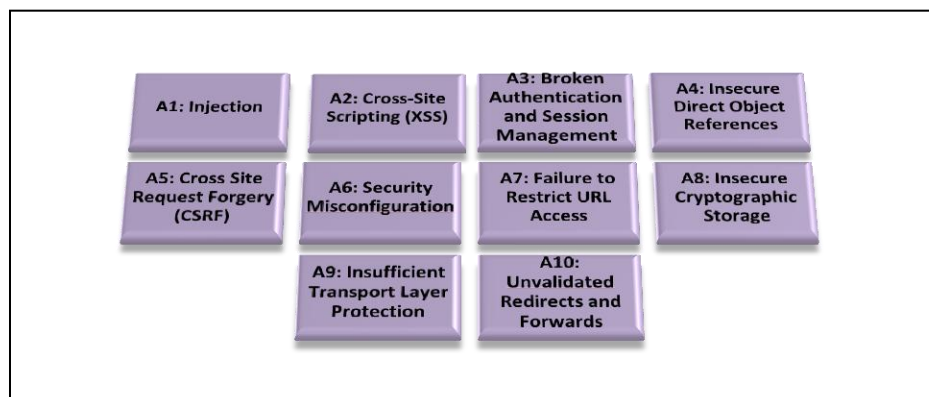 A1: Injection
A2: Cross-Site
Scripting (XSS)
A3: Broken
Authentication
and Session
Management
A4: Insecure
Direct Object
References
A5: Cross Site
Request Forgery
(CSRF)
A6: Security
Misconfiguration
A7: Failure to
Restrict URL
Access
A8: Insecure
Cryptographic
Storage
A9: Insufficient
Transport Layer
Protection
A10:
Unvalidated
Redirects and
Forwards